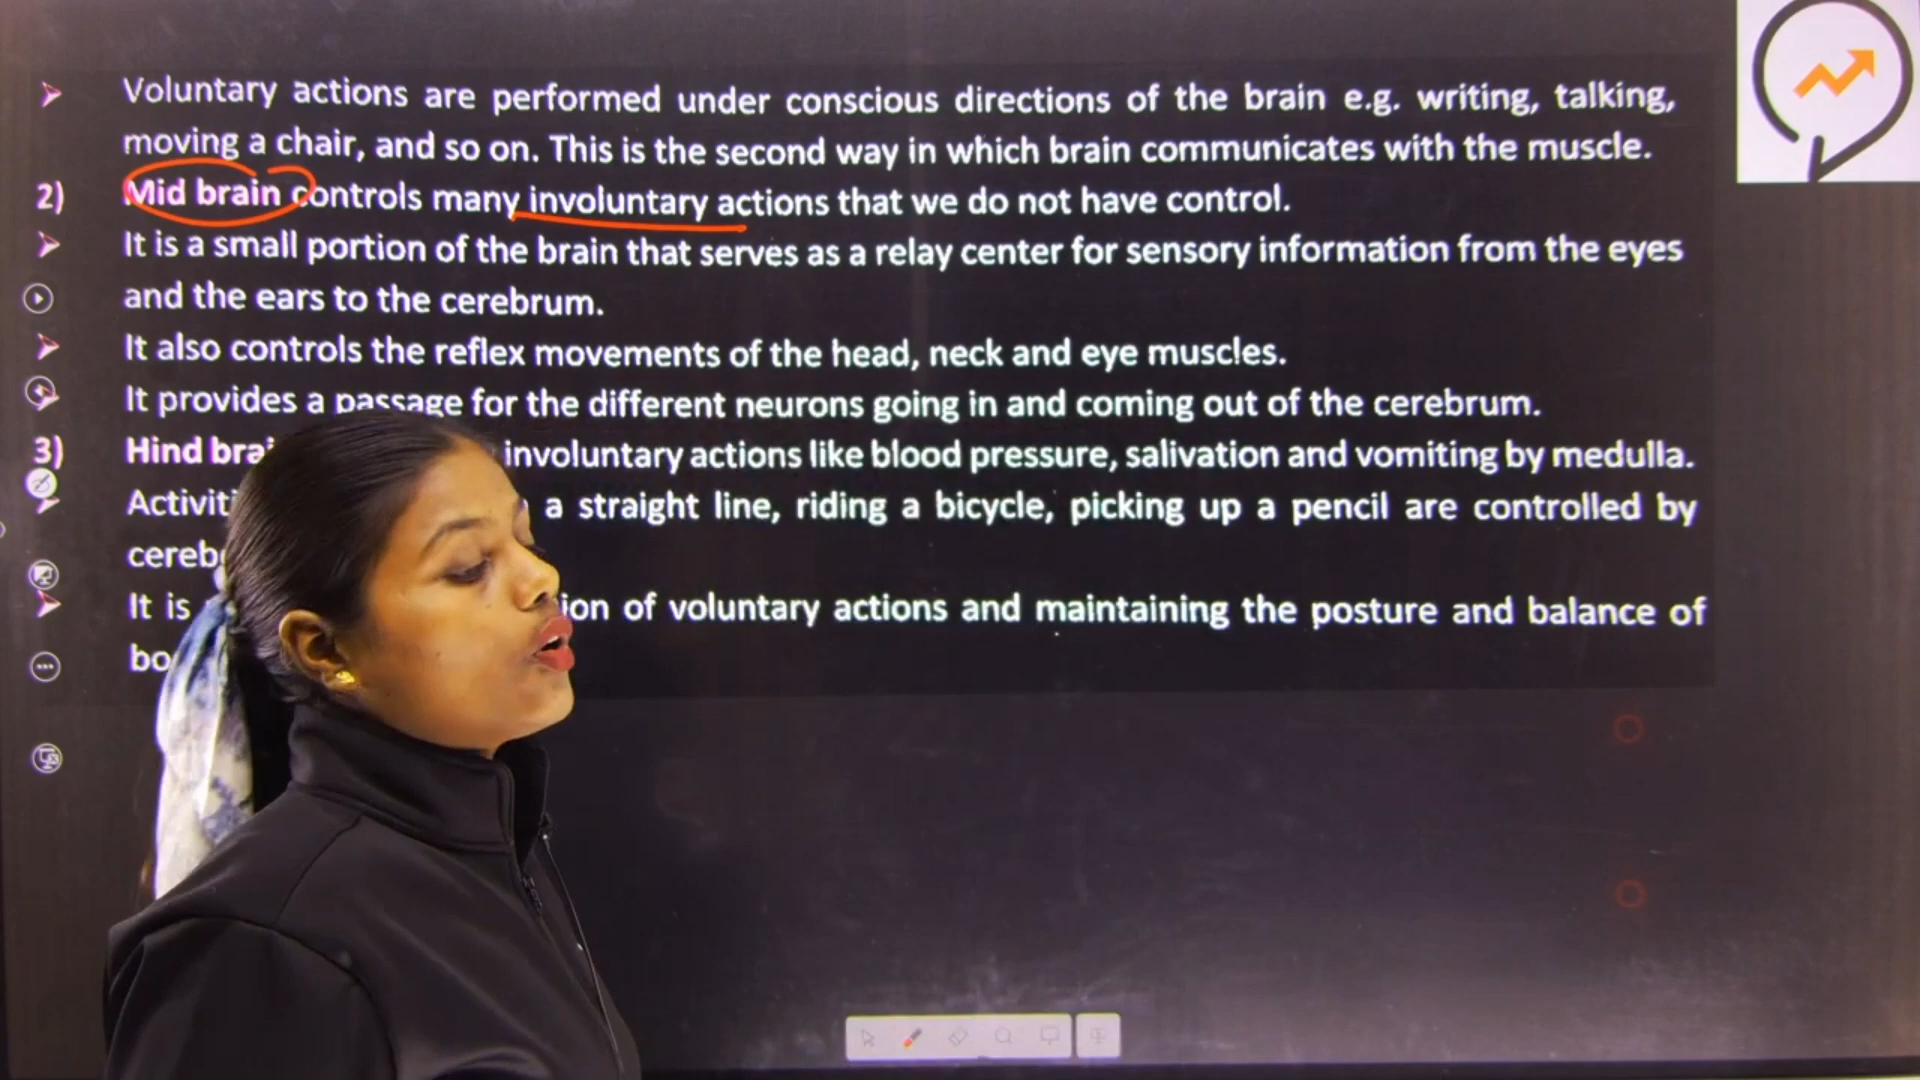 Voluntary actions are performed under conscious directions of the brain e.g. writing, talking,
moving a chair, and so on. This is the second way in which brain communicates with the muscle.
2) Mid brain controls many involuntary actions that we do not have control.
It is a small portion of the brain that serves as a relay center for sensory information from the eyes
and the ears to the cerebrum.
It also controls the reflex movements of the head, neck and eye muscles.
It provides a passage for the different neurons going in and coming out of the cerebrum.
3) Hind involuntary actions like blood pressure, salivation and vomiting by medulla.
a straight line, riding a bicycle, picking up a pencil are controlled by
It is of voluntary actions and maintaining the posture and balance of